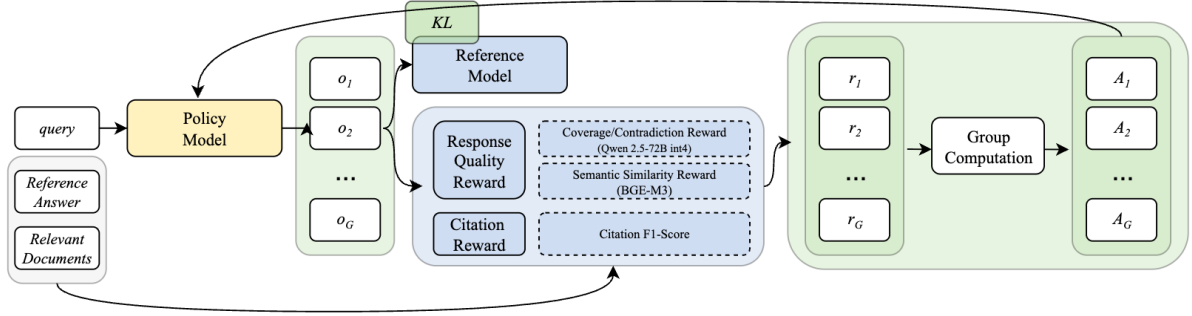 KL
Reference
Model
query
Policy
Model
Reference
Answer
Relevant
Documents
o1
o2
...
oG
Response
Quality
Reward
Coverage/Contradiction Reward
(Qwen 2.5-72B int4)
Semantic Similarity Reward
(BGE-M3)
Citation
Reward
Citation F1-Score
r1
r2
...
rG
Group
Computation
A1
A2
...
AG